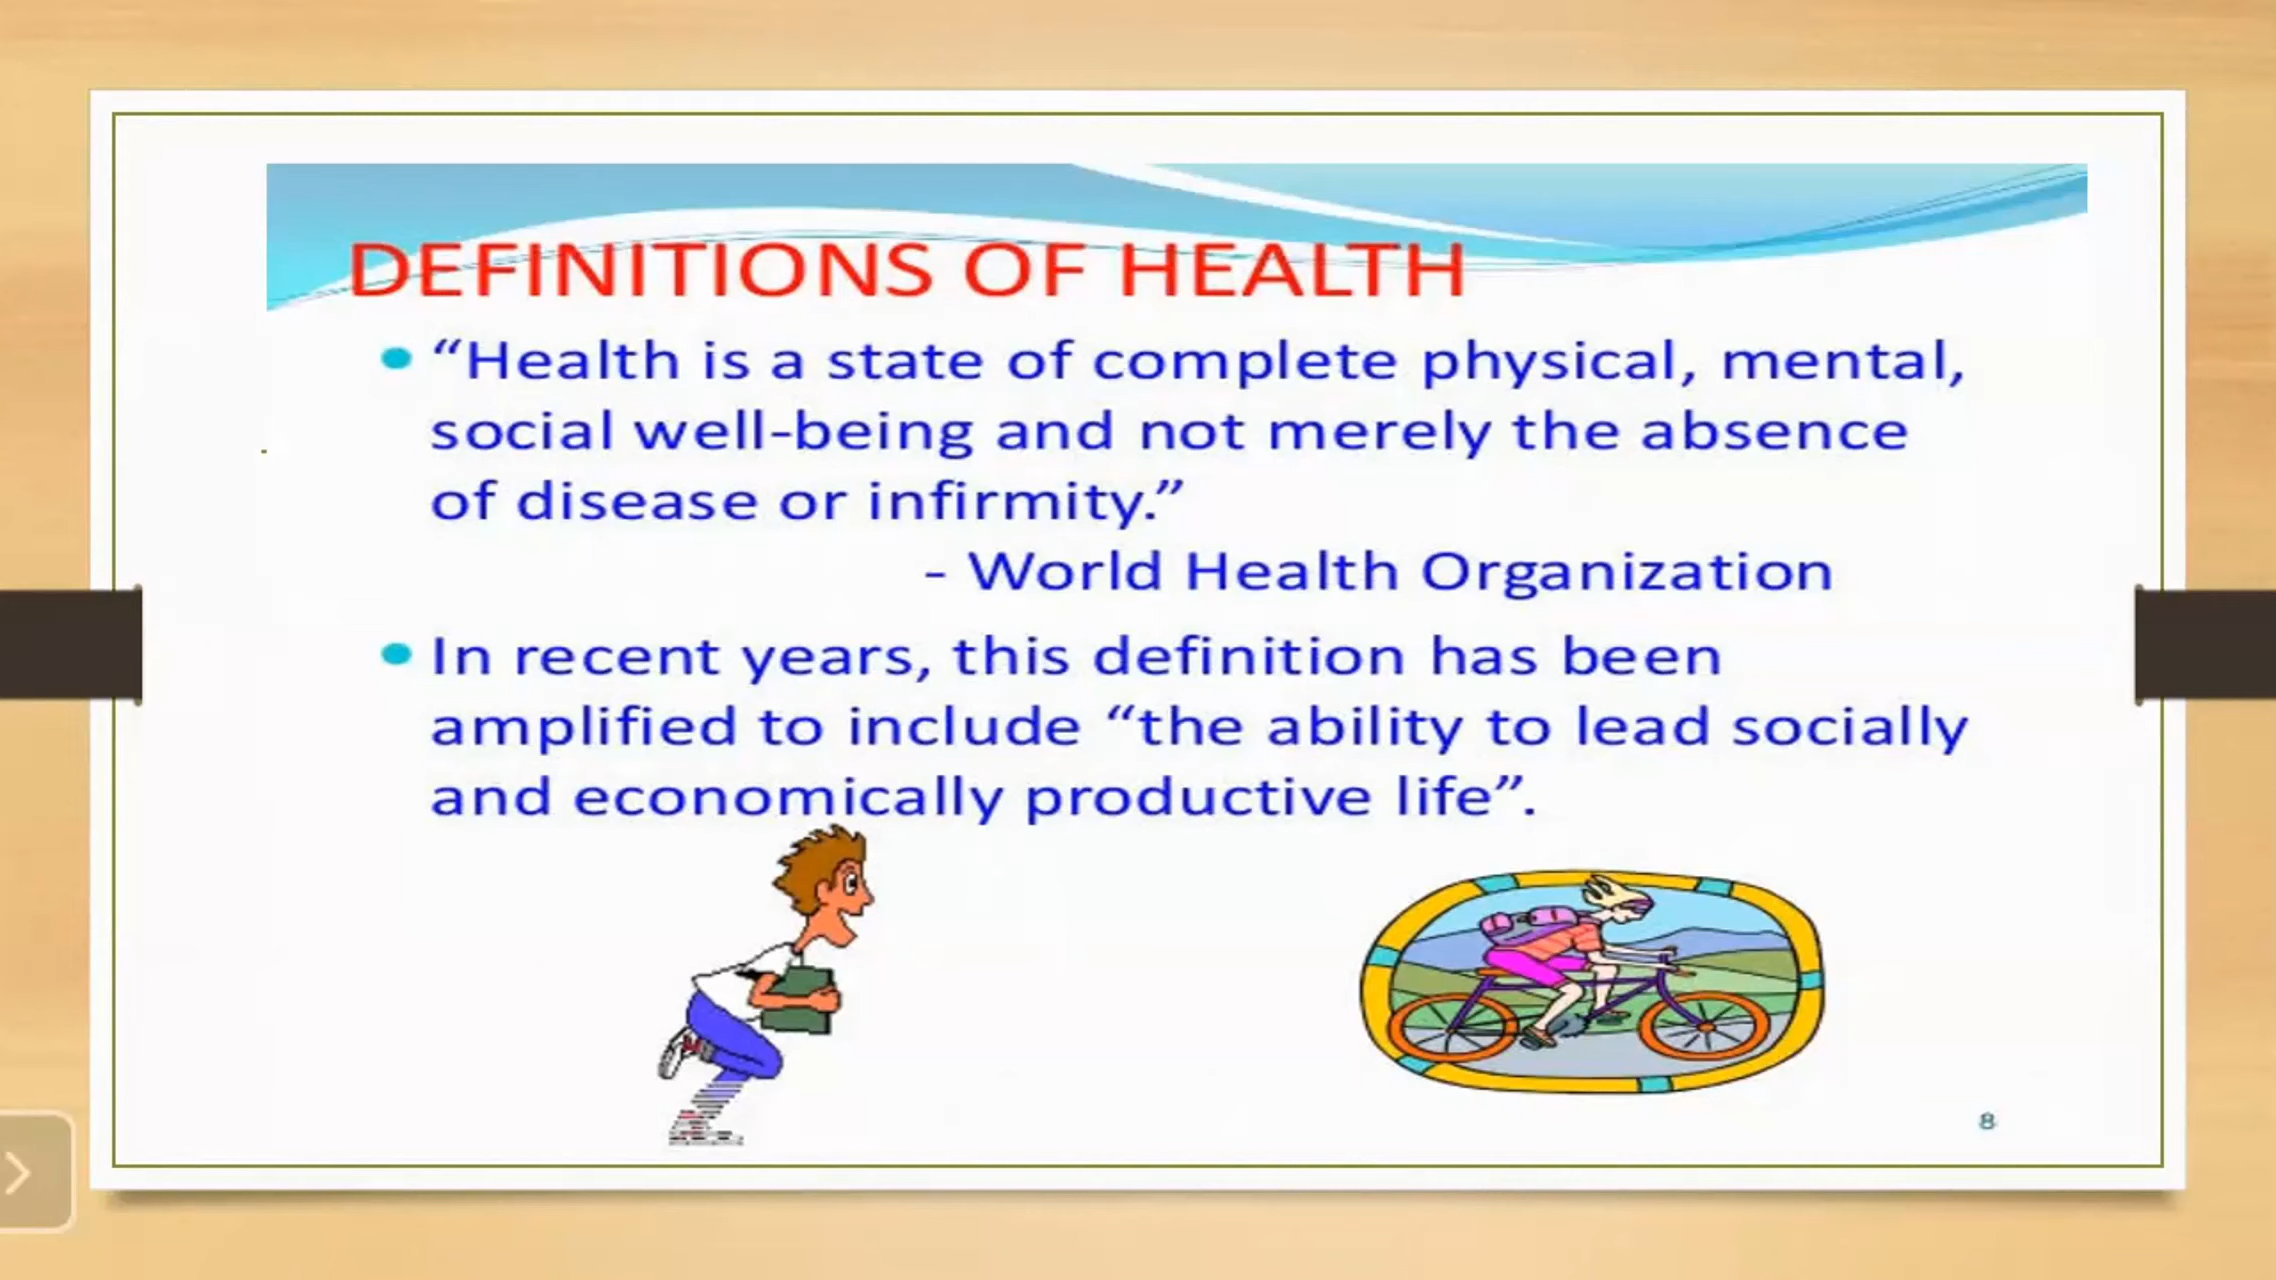 DEFINITIONS OF HEALTH
• “Health is a state of complete physical, mental,
social well-being and not merely the absence
of disease or infirmity.”
- World Health Organization
• In recent years, this definition has been
amplified to include “the ability to lead socially
and economically productive life”.
8